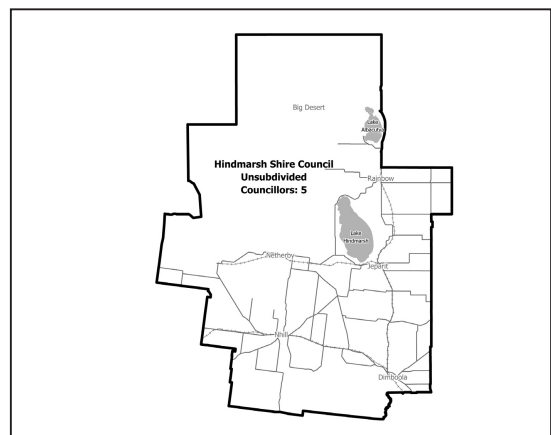 Big Desert
Lake
Albacutya
Hindmarsh Shire Council
Unsubdivided
Councillors: 5
Rainbow
Lake
Hindmarsh
Netherby
Jeparit
Nhill
Dimboola